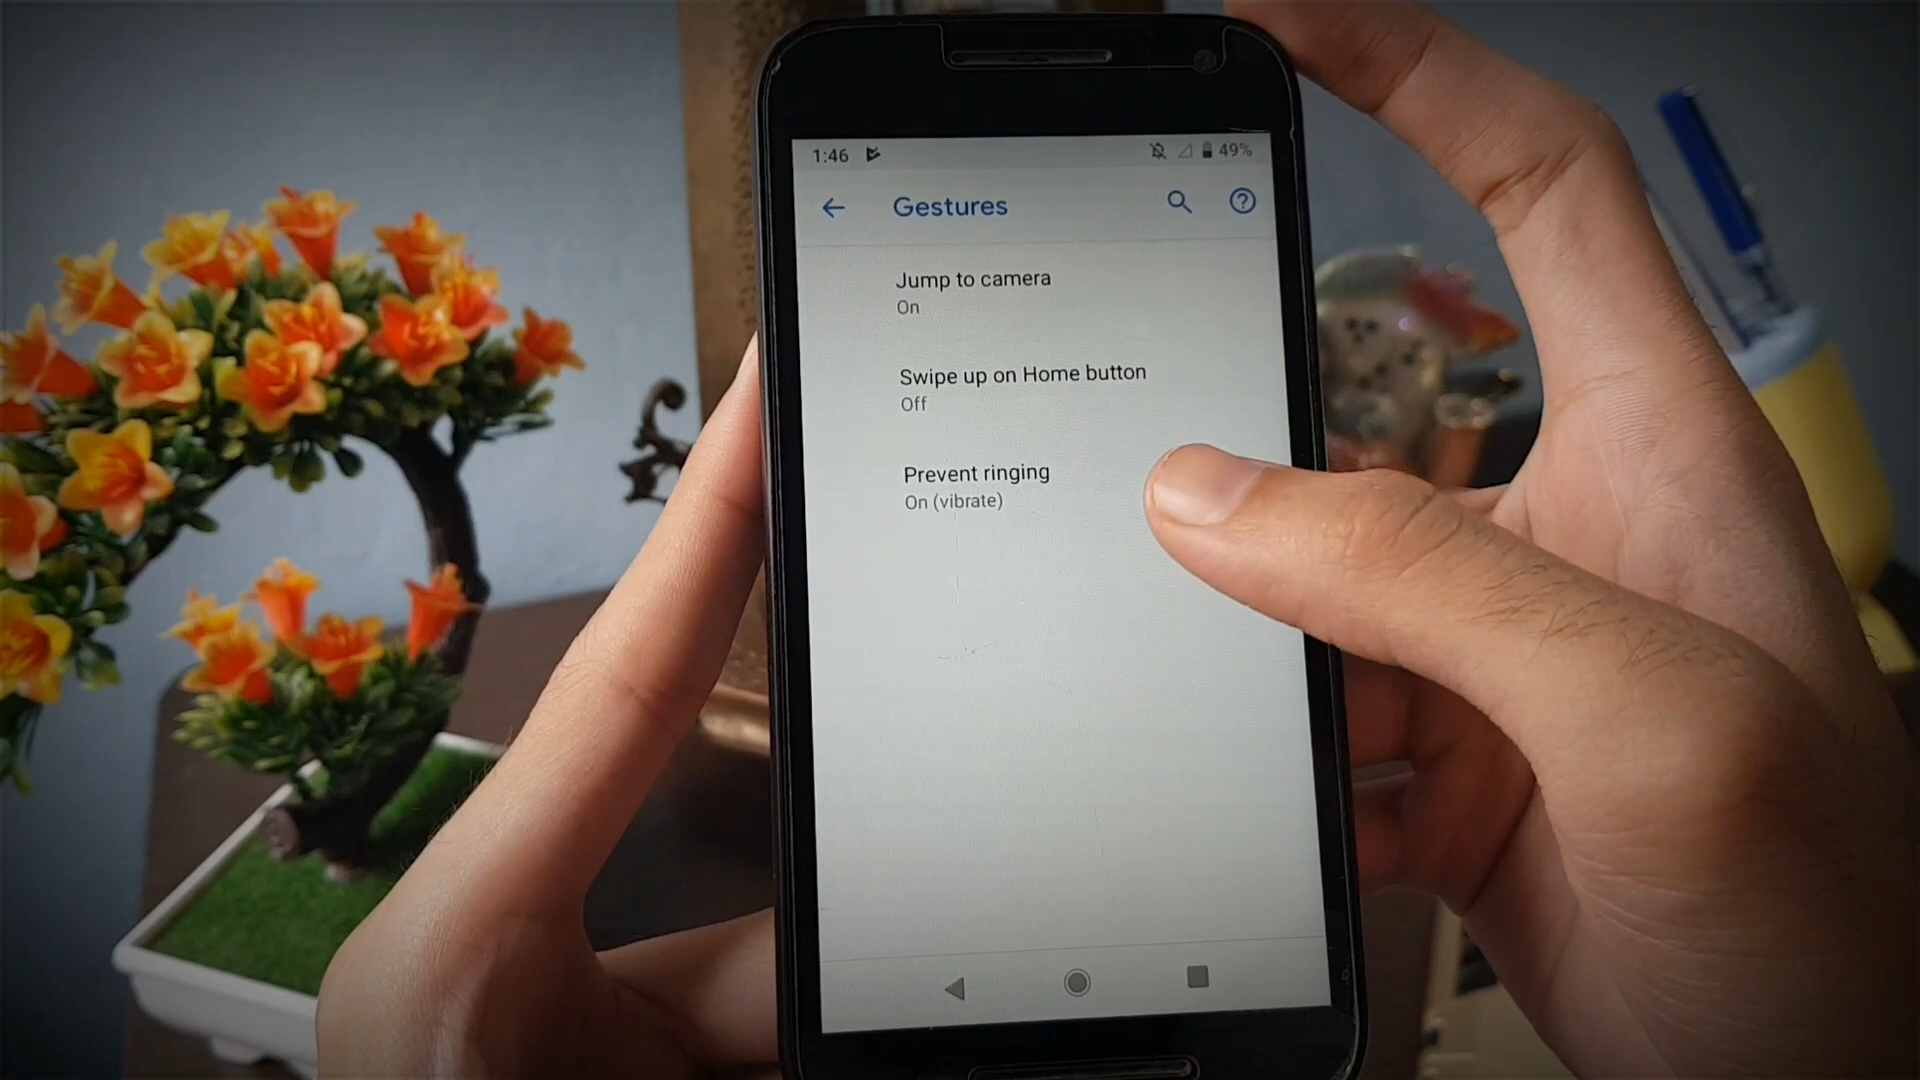 1:46 49%
Gestures
Jump to camera
On
Swipe up on Home button
Off
Prevent ringing
On (vibrate)